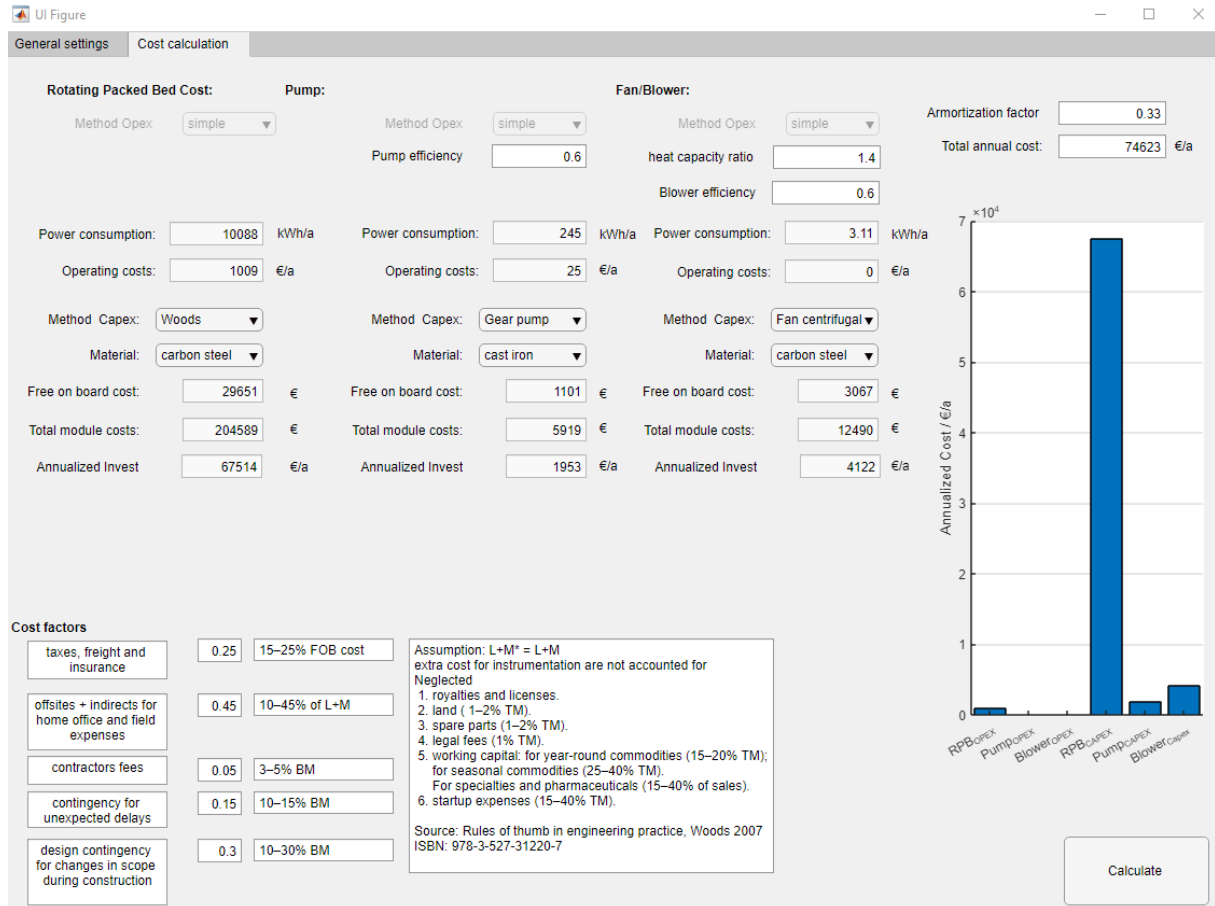 UI Figure
General settings
Cost calculation
Rotating Packed Bed Cost:
Method Opex
simple
Power consumption:
10088
kWh/a
Operating costs:
1009
€/a
Method  Capex:
Woods
Material:
carbon steel
Free on board cost:
29651
€
Total module costs:
204589
€
Annualized Invest
67514
€/a
Pump:
Method Opex
simple
Pump efficiency
0.6
Power consumption:
245
kWh/a
Operating costs:
25
€/a
Method  Capex:
Gear pump
Material:
cast iron
Free on board cost:
1101
€
Total module costs:
5919
€
Annualized Invest
1953
€/a
Fan/Blower:
Method Opex
simple
heat capacity ratio
1.4
Blower efficiency
0.6
Power consumption:
3.11
kWh/a
Operating costs:
0
€/a
Method  Capex:
Fan centrifugal
Material:
carbon steel
Free on board cost:
3067
€
Total module costs:
12490
€
Annualized Invest
4122
€/a
Armortization factor
0.33
Total annual cost:
74623
€/a
×10⁴
7
6
5
4
3
2
1
0
Annualized Cost / €/a
RPB_OPEX
Pump_OPEX
Blower_OPEX
RPB_CAPEX
Pump_CAPEX
Blower_Capex
Cost factors
taxes, freight and
insurance
0.25
15–25% FOB cost
offsites + indirects for
home office and field
expenses
0.45
10–45% of L+M
contractors fees
0.05
3–5% BM
contingency for
unexpected delays
0.15
10–15% BM
design contingency
for changes in scope
during construction
0.3
10–30% BM
Assumption: L+M* = L+M
extra cost for instrumentation are not accounted for
Neglected
1. royalties and licenses.
2. land ( 1–2% TM).
3. spare parts (1–2% TM).
4. legal fees (1% TM).
5. working capital: for year-round commodities (15–20% TM);
for seasonal commodities (25–40% TM).
For specialties and pharmaceuticals (15–40% of sales).
6. startup expenses (15–40% TM).
Source: Rules of thumb in engineering practice, Woods 2007
ISBN: 978-3-527-31220-7
Calculate